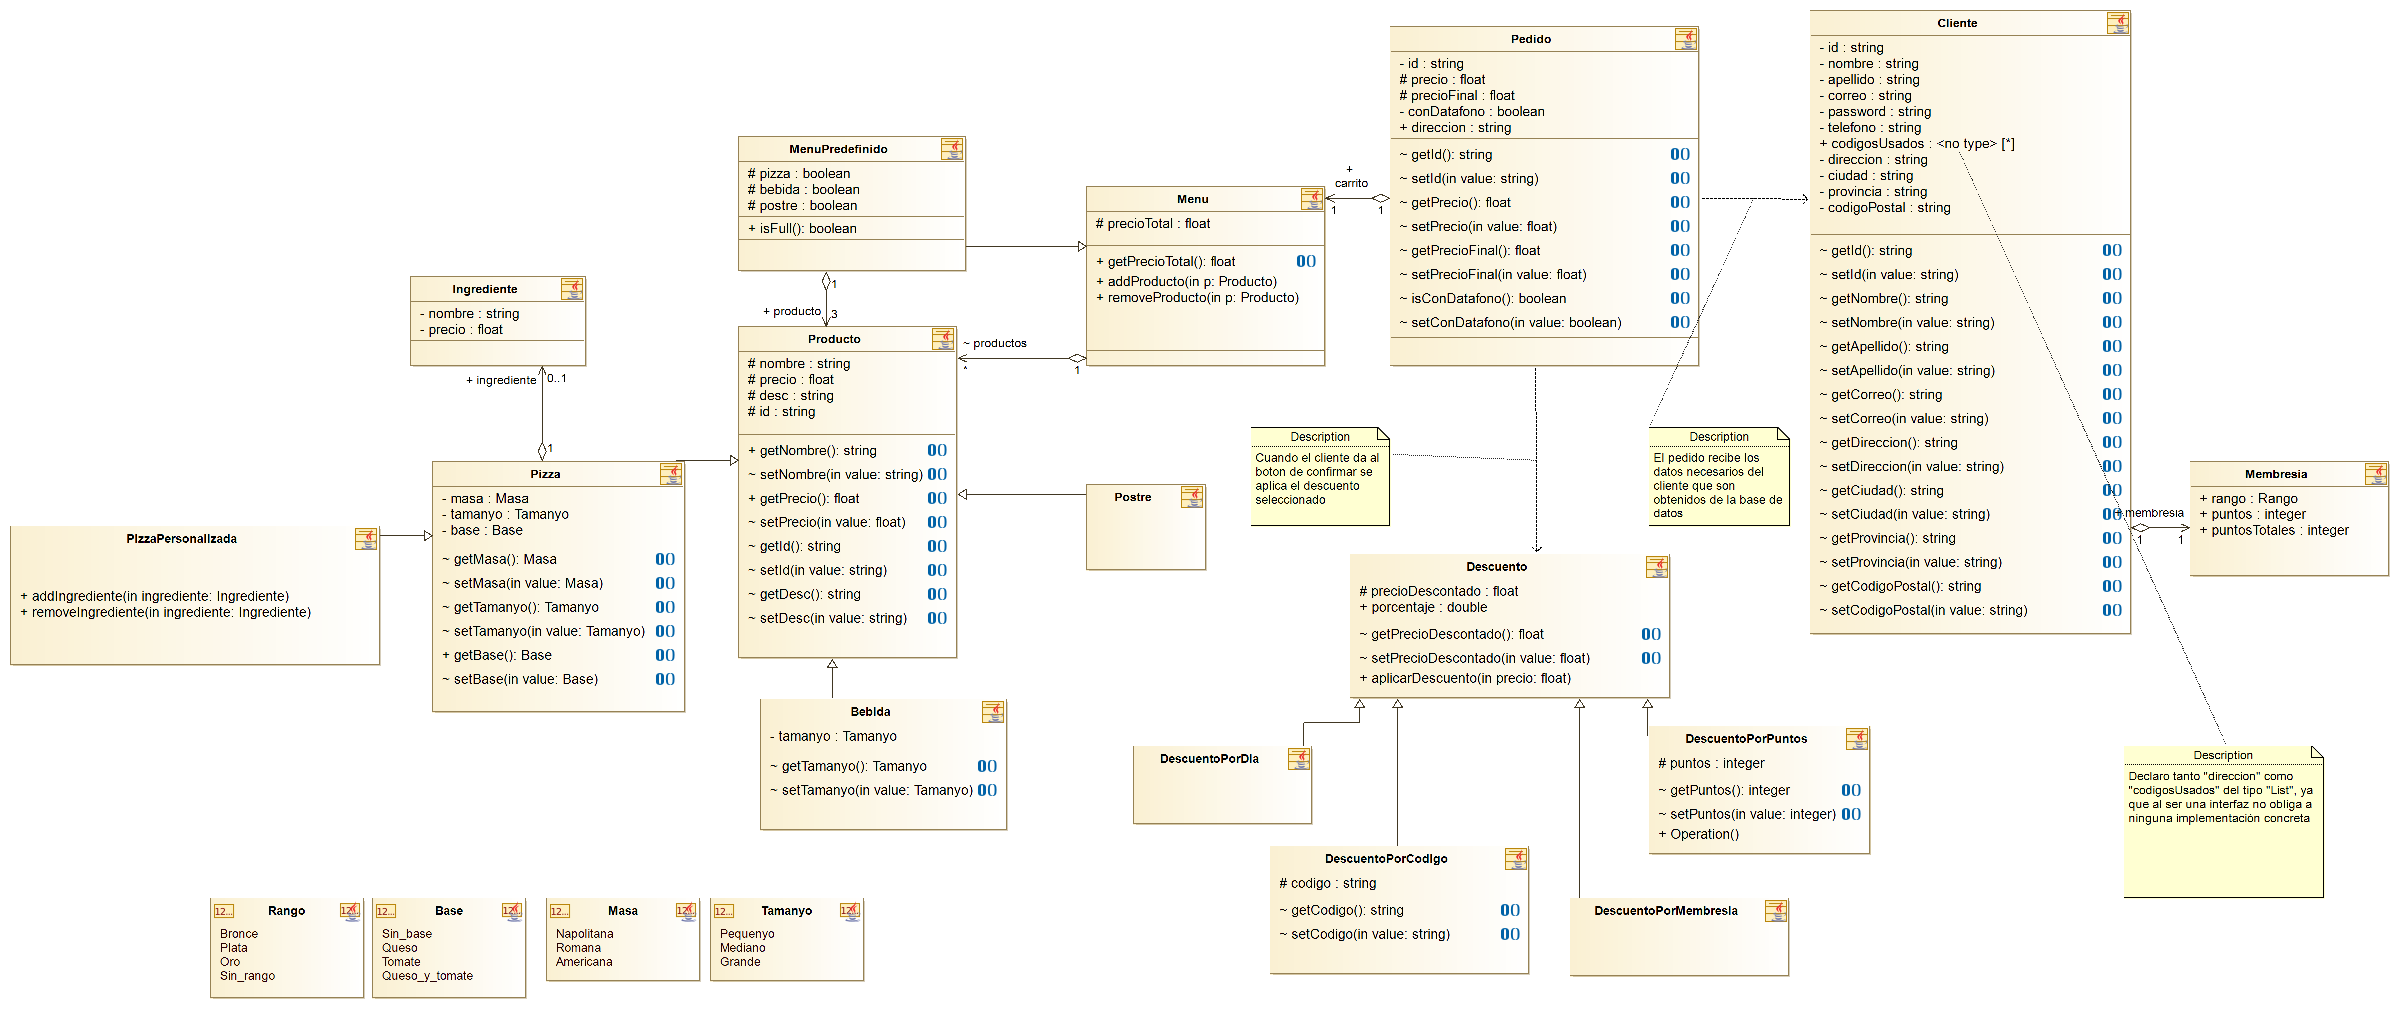 Pedido
- id : string
# precio : float
# precioFinal : float
- conDatafono : boolean
+ direccion : string
~ getId(): string
~ setId(in value: string)
~ getPrecio(): float
~ setPrecio(in value: float)
~ getPrecioFinal(): float
~ setPrecioFinal(in value: float)
~ isConDatafono(): boolean
~ setConDatafono(in value: boolean)
Cliente
- id : string
- nombre : string
- apellido : string
- correo : string
- password : string
- telefono : string
+ codigosUsados : <no type> [*]
- direccion : string
- ciudad : string
- provincia : string
- codigoPostal : string
~ getId(): string
~ setId(in value: string)
~ getNombre(): string
~ setNombre(in value: string)
~ getApellido(): string
~ setApellido(in value: string)
~ getCorreo(): string
~ setCorreo(in value: string)
~ getDireccion(): string
~ setDireccion(in value: string)
~ getCiudad(): string
~ setCiudad(in value: string)
~ getProvincia(): string
~ setProvincia(in value: string)
~ getCodigoPostal(): string
~ setCodigoPostal(in value: string)
MenuPredefinido
# pizza : boolean
# bebida : boolean
# postre : boolean
+ isFull(): boolean
Menu
# precioTotal : float
+ getPrecioTotal(): float
+ addProducto(in p: Producto)
+ removeProducto(in p: Producto)
+
carrito
1
1
1
+ producto
3
~ productos
*
1
Ingrediente
- nombre : string
- precio : float
+ ingrediente
0..1
1
Producto
# nombre : string
# precio : float
# desc : string
# id : string
+ getNombre(): string
~ setNombre(in value: string)
+ getPrecio(): float
~ setPrecio(in value: float)
~ getId(): string
~ setId(in value: string)
~ getDesc(): string
~ setDesc(in value: string)
Description
Cuando el cliente da al
boton de confirmar se
aplica el descuento
seleccionado
Description
El pedido recibe los
datos necesarios del
cliente que son
obtenidos de la base de
datos
Pizza
- masa : Masa
- tamanyo : Tamanyo
- base : Base
~ getMasa(): Masa
~ setMasa(in value: Masa)
~ getTamanyo(): Tamanyo
~ setTamanyo(in value: Tamanyo)
+ getBase(): Base
~ setBase(in value: Base)
PizzaPersonalizada
+ addIngrediente(in ingrediente: Ingrediente)
+ removeIngrediente(in ingrediente: Ingrediente)
Postre
Membresia
+ rango : Rango
+ puntos : integer
+ puntosTotales : integer
+ membresia
1
1
Descuento
# precioDescontado : float
+ porcentaje : double
~ getPrecioDescontado(): float
~ setPrecioDescontado(in value: float)
+ aplicarDescuento(in precio: float)
Bebida
- tamanyo : Tamanyo
~ getTamanyo(): Tamanyo
~ setTamanyo(in value: Tamanyo)
DescuentoPorDia
DescuentoPorPuntos
# puntos : integer
~ getPuntos(): integer
~ setPuntos(in value: integer)
+ Operation()
Description
Declaro tanto "direccion" como
"codigosUsados" del tipo "List", ya
que al ser una interfaz no obliga a
ninguna implementación concreta
DescuentoPorCodigo
# codigo : string
~ getCodigo(): string
~ setCodigo(in value: string)
DescuentoPorMembresia
12... Rango
Bronce
Plata
Oro
Sin_rango
12... Base
Sin_base
Queso
Tomate
Queso_y_tomate
12... Masa
Napolitana
Romana
Americana
12... Tamanyo
Pequenyo
Mediano
Grande